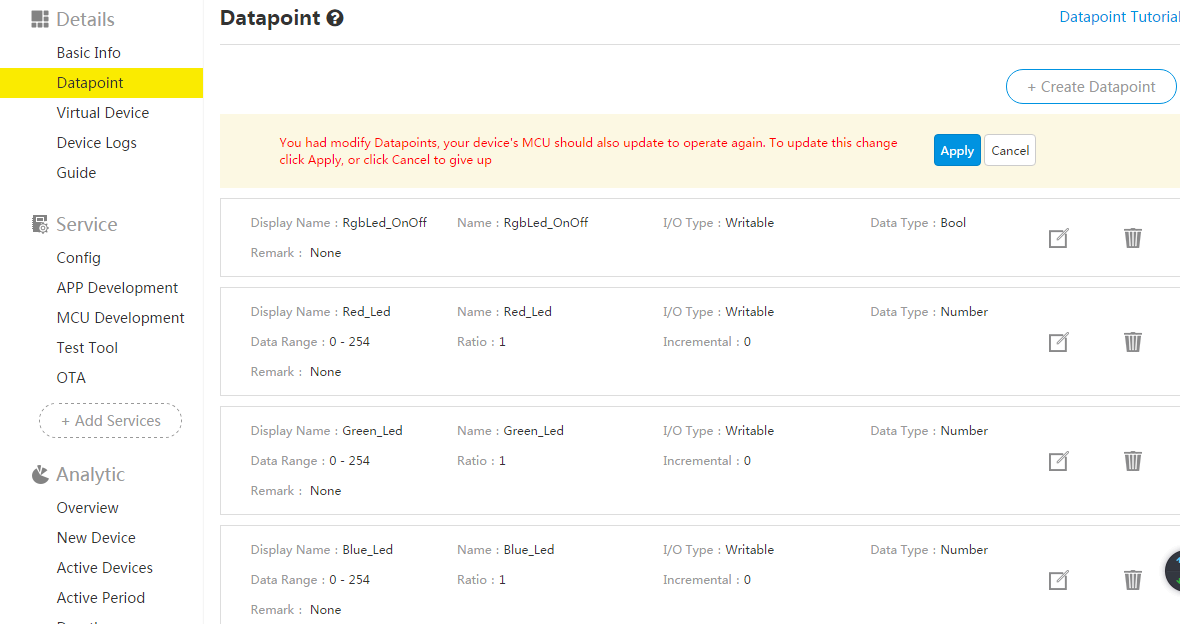 Details
Basic Info
Datapoint
Virtual Device
Device Logs
Guide
Service
Config
APP Development
MCU Development
Test Tool
OTA
+ Add Services
Analytic
Overview
New Device
Active Devices
Active Period
Datapoint ?
Datapoint Tutorial
+ Create Datapoint
You had modify Datapoints, your device's MCU should also update to operate again. To update this change
click Apply, or click Cancel to give up
Apply
Cancel
Display Name : RgbLed_OnOff Name : RgbLed_OnOff I/O Type : Writable Data Type : Bool
Remark : None
Display Name : Red_Led Name : Red_Led I/O Type : Writable Data Type : Number
Data Range : 0 - 254 Ratio : 1 Incremental : 0
Remark : None
Display Name : Green_Led Name : Green_Led I/O Type : Writable Data Type : Number
Data Range : 0 - 254 Ratio : 1 Incremental : 0
Remark : None
Display Name : Blue_Led Name : Blue_Led I/O Type : Writable Data Type : Number
Data Range : 0 - 254 Ratio : 1 Incremental : 0
Remark : None